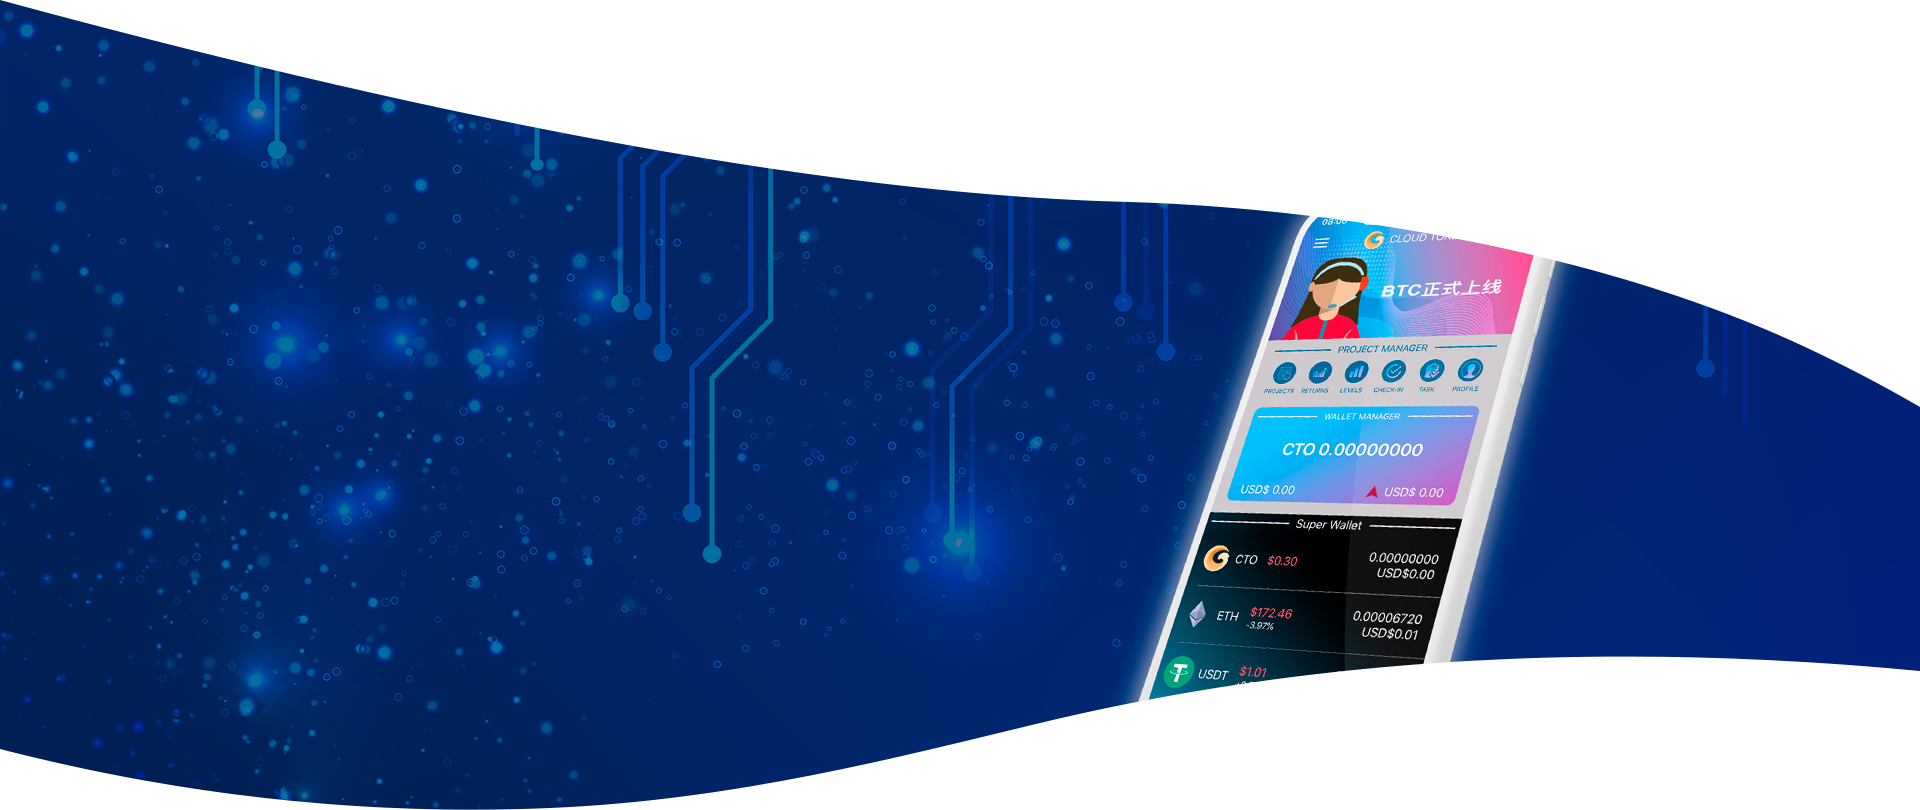 CLOUD
BTC正式上线
PROJECT MANAGER
PROJECTS RETURNS LEVELS CHECK-IN TASK PROFILE
WALLET MANAGER
CTO 0.00000000
USD$ 0.00 USD$ 0.00
Super Wallet
CTO $0.30 0.00000000
USD$0.00
ETH $172.46 0.00006720
-3.97% USD$0.01
USDT $1.01